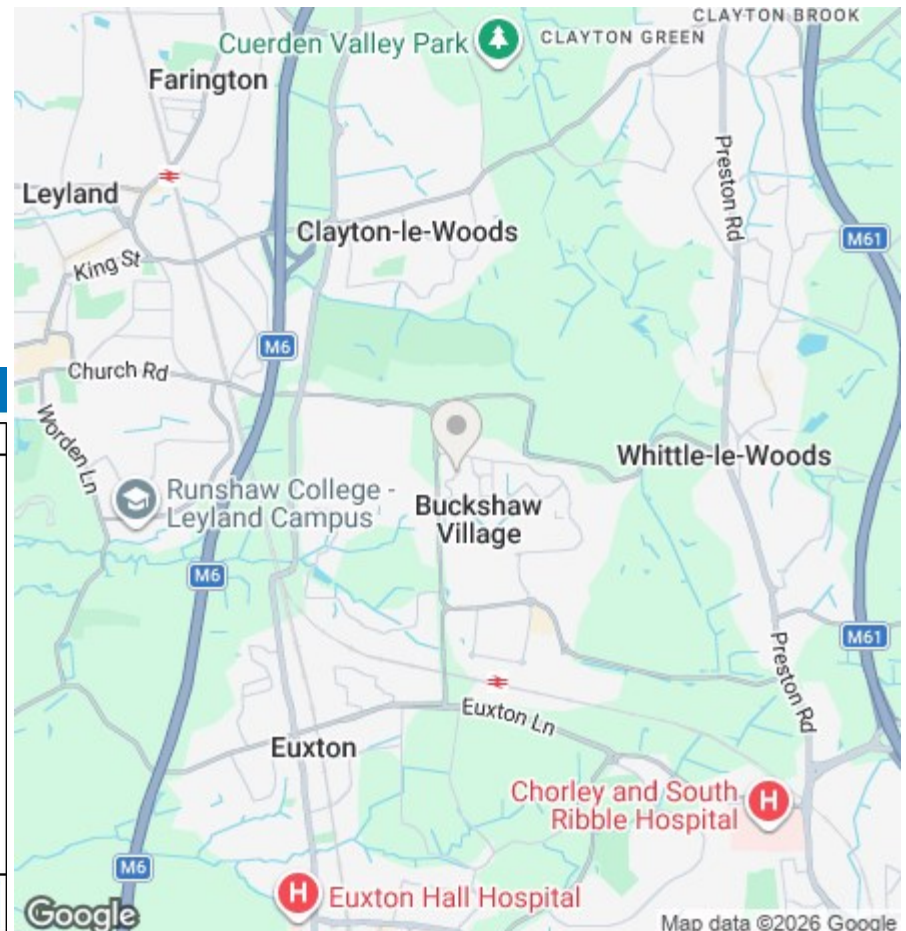 CLAYTON BROOK
Cuerden Valley Park
CLAYTON GREEN
Farington
Preston Rd
Leyland
Clayton-le-Woods
M61
King St
M6
Church Rd
Worden Ln
Whittle-le-Woods
Runshaw College -
Leyland Campus
Buckshaw
Village
M6
M61
Preston Rd
Euxton Ln
Euxton
Chorley and South
Ribble Hospital
H
M6
H
Euxton Hall Hospital
Google
Map data ©2026 Google